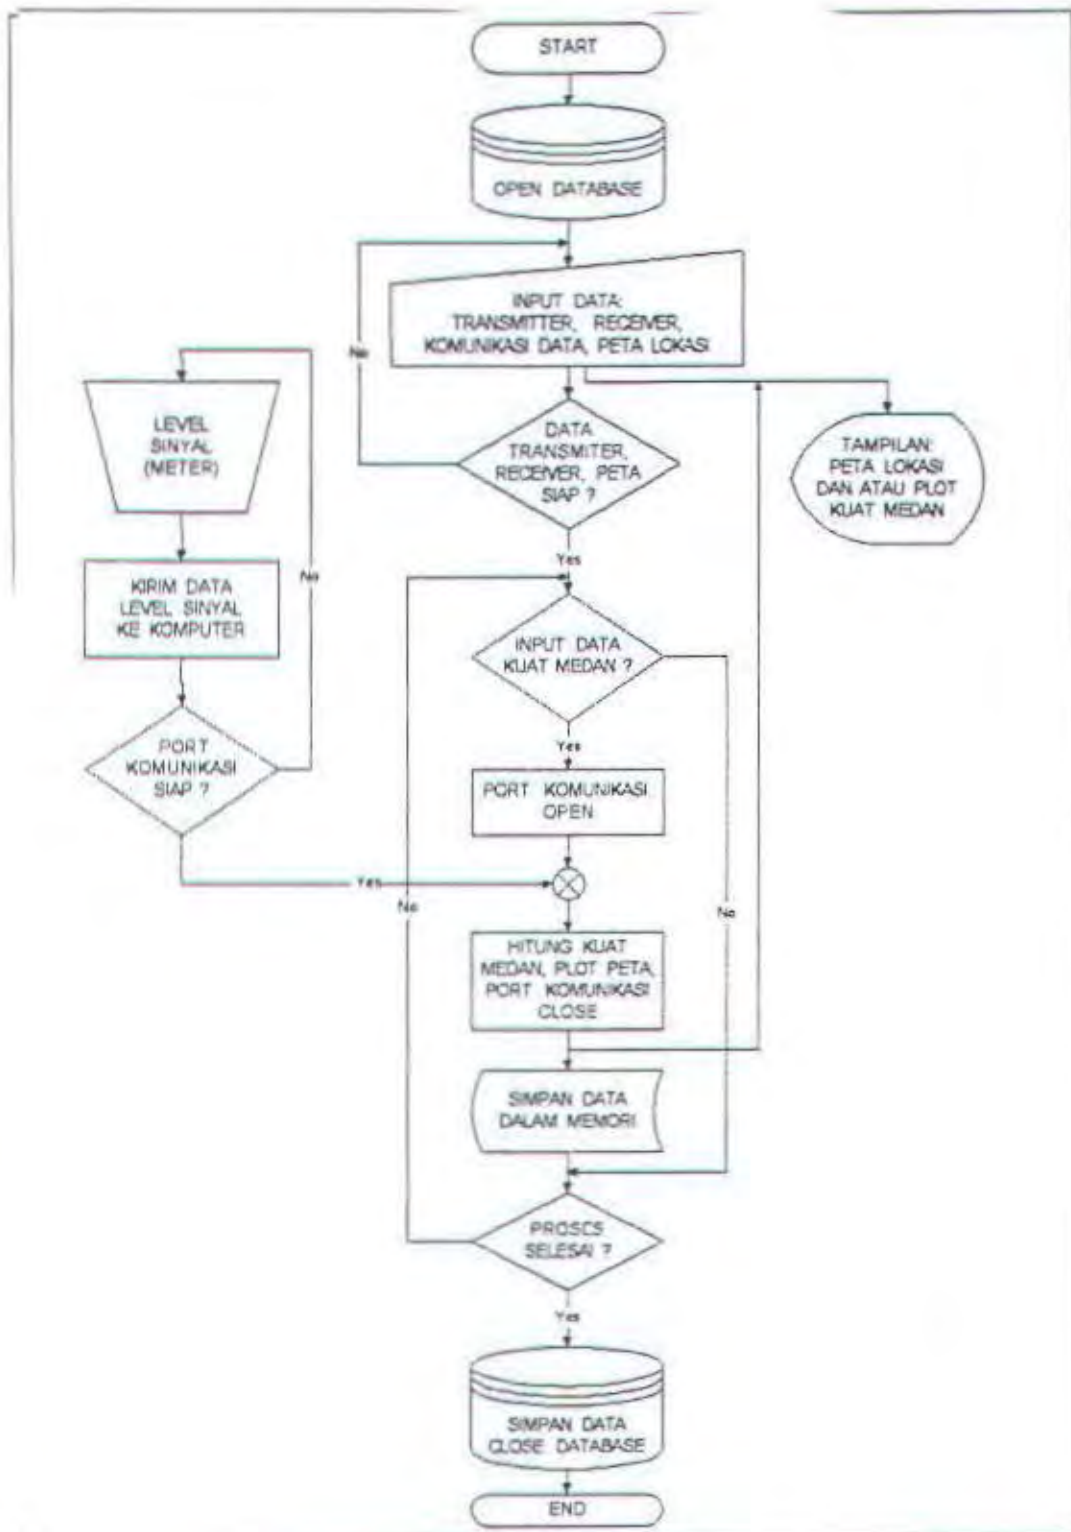 START
OPEN DATABASE
INPUT DATA:
TRANSMITTER, RECEIVER,
KOMUNIKASI DATA, PETA LOKASI
No
DATA
TRANSMITER,
RECEIVER, PETA
SIAP ?
TAMPILAN:
PETA LOKASI
DAN ATAU PLOT
KUAT MEDAN
LEVEL
SINYAL
(METER)
Yes
No
KIRIM DATA
LEVEL SINYAL
KE KOMPUTER
INPUT DATA
KUAT MEDAN ?
Yes
PORT
KOMUNIKASI
SIAP ?
PORT KOMUNIKASI
OPEN
Yes
No
No
HITUNG KUAT
MEDAN, PLOT PETA,
PORT KOMUNIKASI
CLOSE
SIMPAN DATA
DALAM MEMORI
PROSES
SELESAI ?
Yes
SIMPAN DATA
CLOSE DATABASE
END